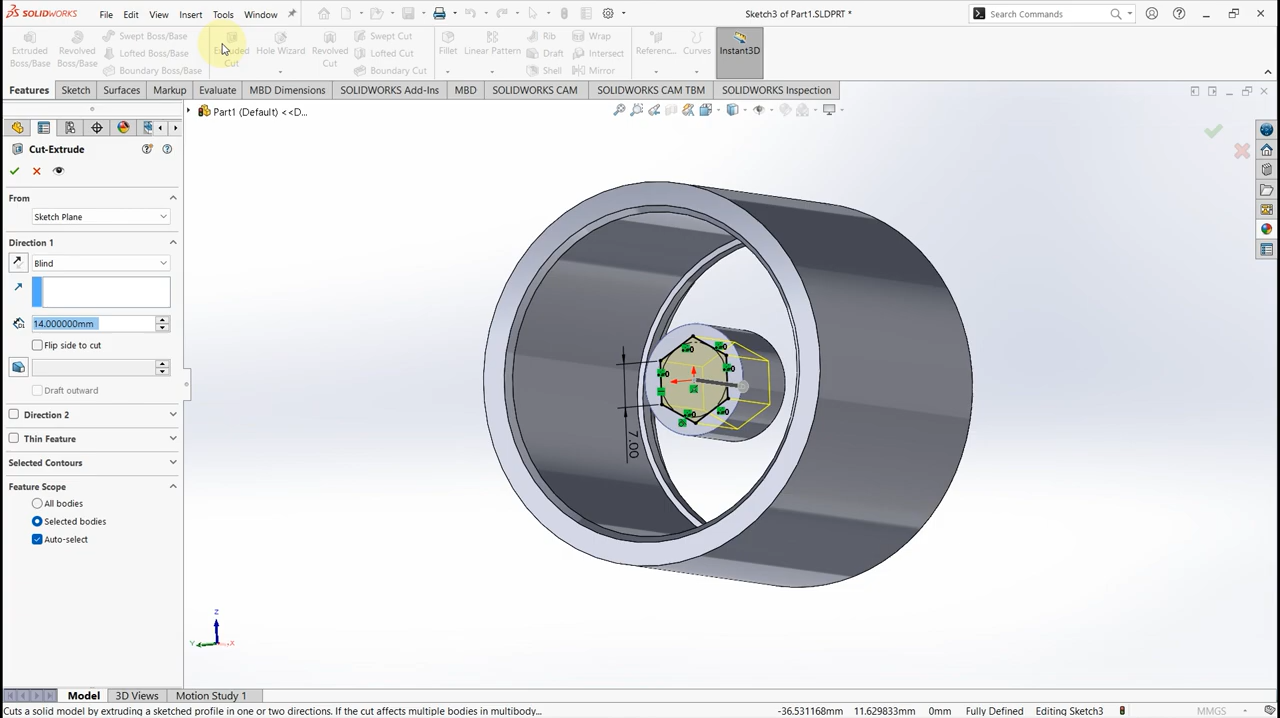 SOLIDWORKS File Edit View Insert Tools Window Sketch3 of Part1.SLDPRT * Search Commands
Extruded Boss/Base
Revolved Boss/Base
Swept Boss/Base
Lofted Boss/Base
Boundary Boss/Base
Extruded Cut
Hole Wizard
Revolved Cut
Swept Cut
Lofted Cut
Boundary Cut
Fillet
Linear Pattern
Rib
Draft
Shell
Wrap
Intersect
Mirror
Referenc...
Curves
Instant3D
Features Sketch Surfaces Markup Evaluate MBD Dimensions SOLIDWORKS Add-Ins MBD SOLIDWORKS CAM SOLIDWORKS CAM TBM SOLIDWORKS Inspection
Part1 (Default) <<D...
Cut-Extrude
From
Sketch Plane
Direction 1
Blind
14.000000mm
Flip side to cut
Draft outward
Direction 2
Thin Feature
Selected Contours
Feature Scope
All bodies
Selected bodies
Auto-select
7.00
Z
Y
X
Model 3D Views Motion Study 1
Cuts a solid model by extruding a sketched profile in one or two directions. If the cut affects multiple bodies in multibody... -36.531168mm 11.629833mm 0mm Fully Defined Editing Sketch3 MMGS